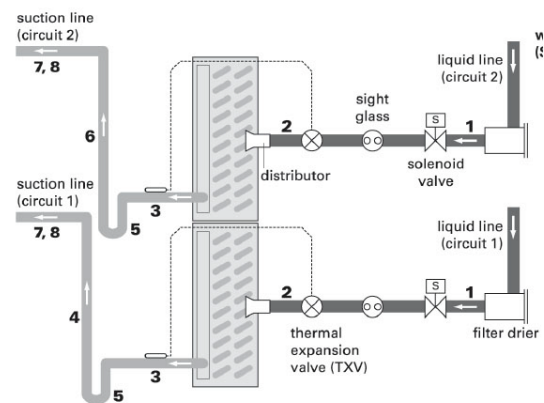 suction line
(circuit 2)
7, 8
6
3
5
2
distributor
sight
glass
S
solenoid
valve
1
liquid line
(circuit 2)
w
(S
suction line
(circuit 1)
7, 8
4
3
5
2
thermal
expansion
valve (TXV)
S
1
liquid line
(circuit 1)
filter drier